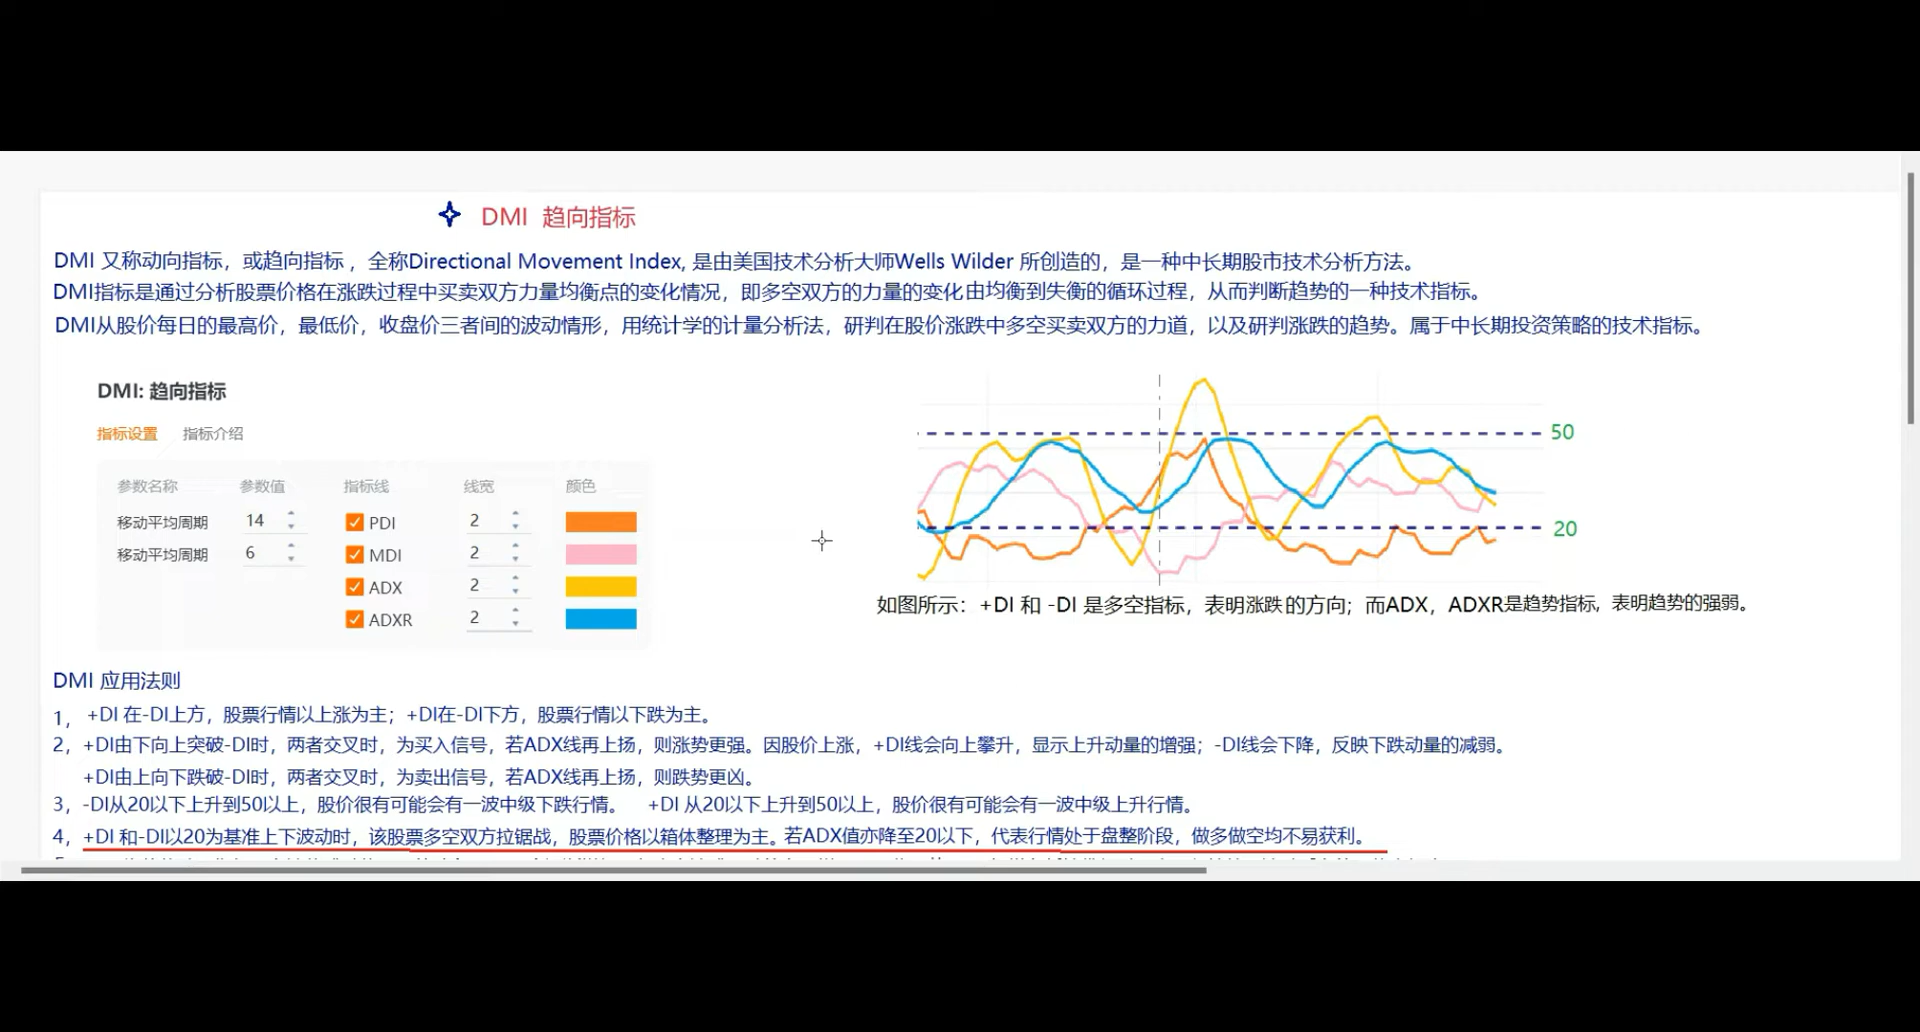 DMI 趋向指标
DMI 又称动向指标，或趋向指标，全称Directional Movement Index, 是由美国技术分析大师Wells Wilder 所创造的，是一种中长期股市技术分析方法。
DMI指标是通过分析股票价格在涨跌过程中买卖双方力量均衡点的变化情况，即多空双方的力量的变化由均衡到失衡的循环过程，从而判断趋势的一种技术指标。
DMI从股价每日的最高价，最低价，收盘价三者间的波动情形，用统计学的计量分析法，研判在股价涨跌中多空买卖双方的力道，以及研判涨跌的趋势。属于中长期投资策略的技术指标。
DMI: 趋向指标
指标设置 指标介绍
参数名称 参数值 指标线 线宽 颜色
移动平均周期 14 PDI 2
移动平均周期 6 MDI 2
ADX 2
ADXR 2
50
20
如图所示：+DI 和 -DI 是多空指标，表明涨跌的方向；而ADX，ADXR是趋势指标, 表明趋势的强弱。
DMI 应用法则
1，+DI 在-DI上方，股票行情以上涨为主；+DI在-DI下方，股票行情以下跌为主。
2，+DI由下向上突破-DI时，两者交叉时，为买入信号，若ADX线再上扬，则涨势更强。因股价上涨，+DI线会向上攀升，显示上升动量的增强；-DI线会下降，反映下跌动量的减弱。
+DI由上向下跌破-DI时，两者交叉时，为卖出信号，若ADX线再上扬，则跌势更凶。
3，-DI从20以下上升到50以上，股价很有可能会有一波中级下跌行情。 +DI 从20以下上升到50以上，股价很有可能会有一波中级上升行情。
4，+DI 和-DI以20为基准上下波动时，该股票多空双方拉锯战，股票价格以箱体整理为主。若ADX值亦降至20以下，代表行情处于盘整阶段，做多做空均不易获利。